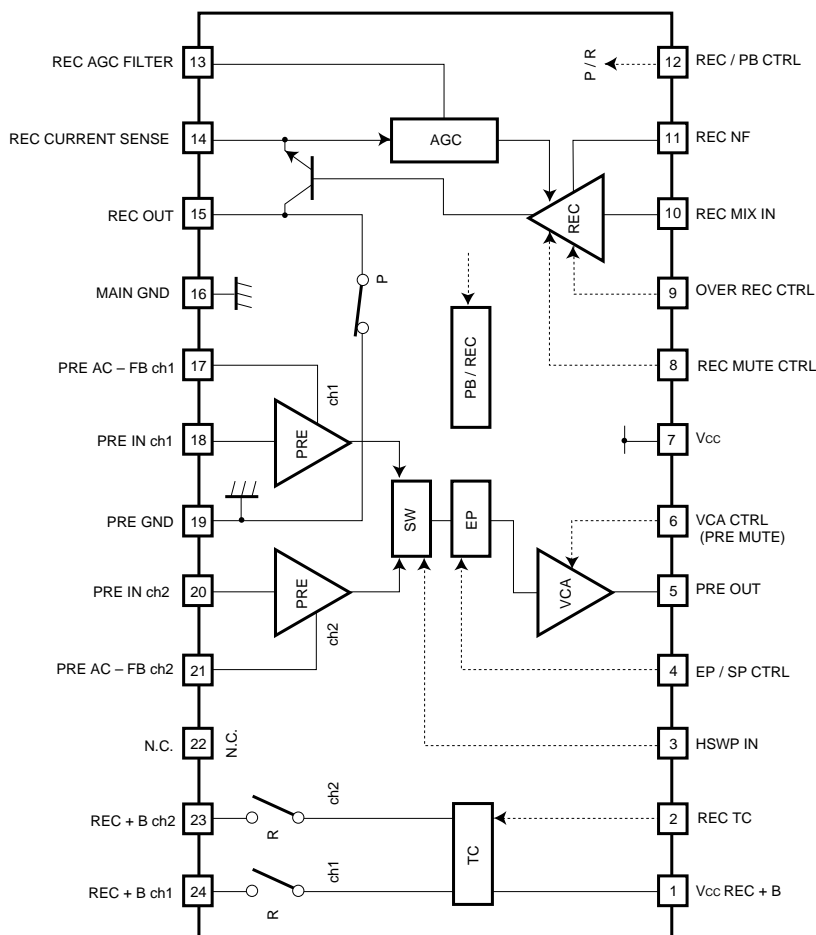 REC AGC FILTER 13
P / R
12 REC / PB CTRL
REC CURRENT SENSE 14
AGC
11 REC NF
REC OUT 15
REC
10 REC MIX IN
MAIN GND 16
P
9 OVER REC CTRL
PRE AC – FB ch1 17
ch1
PB / REC
8 REC MUTE CTRL
PRE IN ch1 18
PRE
7 VCC
PRE GND 19
SW
EP
6 VCA CTRL
(PRE MUTE)
PRE IN ch2 20
PRE
VCA
5 PRE OUT
PRE AC – FB ch2 21
ch2
4 EP / SP CTRL
N.C. 22 N.C.
3 HSWP IN
REC + B ch2 23
R
ch2
2 REC TC
TC
REC + B ch1 24
R
ch1
1 VCC REC + B